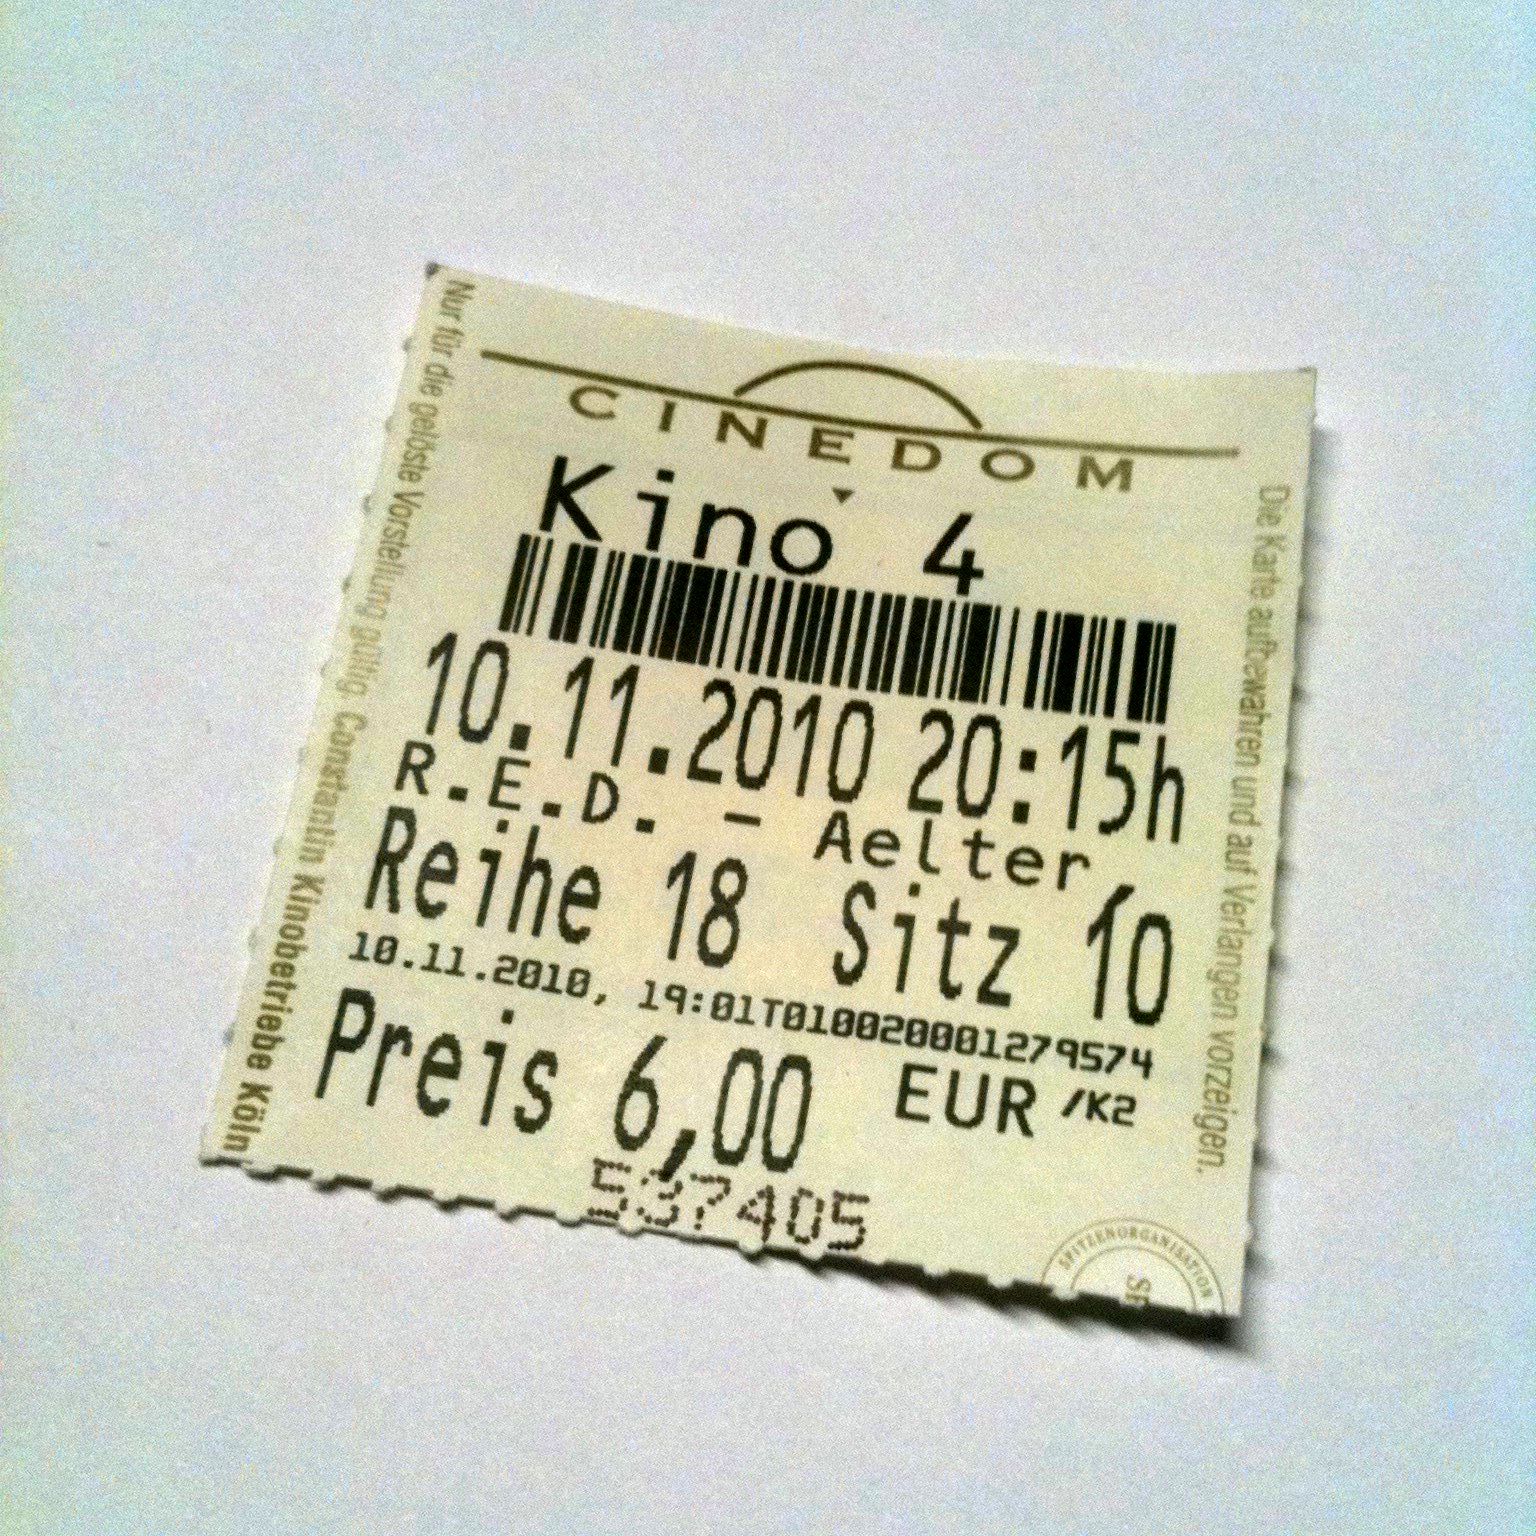 CINEDOM
Kino 4
10.11.2010 20:15h
R.E.D. - Aelter
Reihe 18 Sitz 10
10.11.2010, 19:01T010020001279574
Preis 6,00 EUR /K2
537405
Nur für die gelöste Vorstellung gültig Constantin Kinobetriebe Köln
Die Karte aufbewahren und auf Verlangen vorzeigen.
SPITZENORGANISATION
SP